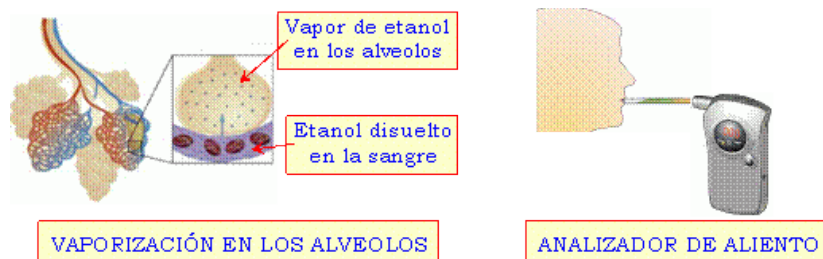 Vapor de etanol
en los alveolos
Etanol disuelto
en la sangre
VAPORIZACIÓN EN LOS ALVEOLOS
ANALIZADOR DE ALIENTO